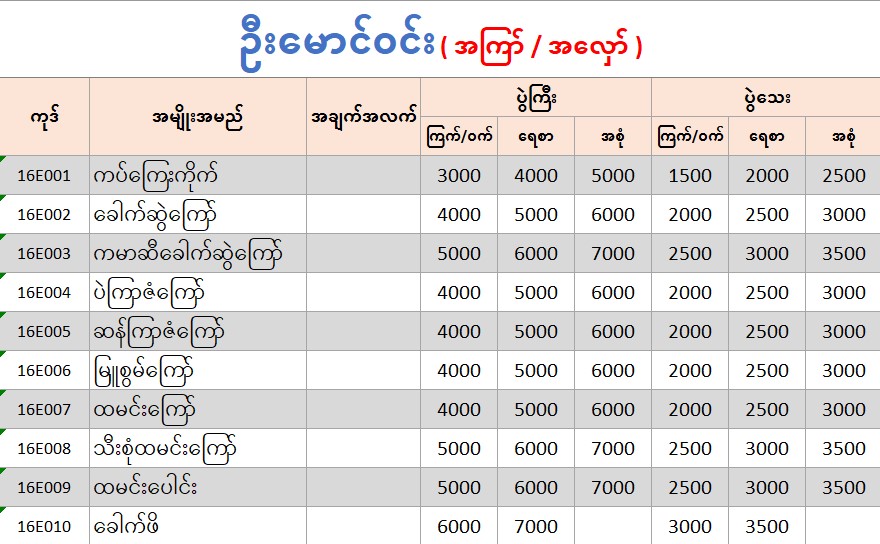 ဦးမောင်ဝင်း ( အကြာ် / အလှော် )
ကုဒ် အမျိုးအမည် အချက်အလက် ပွဲကြီး ပွဲသေး
ကြက်/ဝက် ရေစာ အစုံ ကြက်/ဝက် ရေစာ အစုံ
16E001 ကပ်ကြေးကိုက် 3000 4000 5000 1500 2000 2500
16E002 ခေါက်ဆွဲကြော် 4000 5000 6000 2000 2500 3000
16E003 ကမာဆီခေါက်ဆွဲကြော် 5000 6000 7000 2500 3000 3500
16E004 ပဲကြာဇံကြော် 4000 5000 6000 2000 2500 3000
16E005 ဆန်ကြာဇံကြော် 4000 5000 6000 2000 2500 3000
16E006 မြူစွမ်ကြော် 4000 5000 6000 2000 2500 3000
16E007 ထမင်းကြော် 4000 5000 6000 2000 2500 3000
16E008 သီးစုံထမင်းကြော် 5000 6000 7000 2500 3000 3500
16E009 ထမင်းပေါင်း 5000 6000 7000 2500 3000 3500
16E010 ခေါက်ဖိ 6000 7000 3000 3500